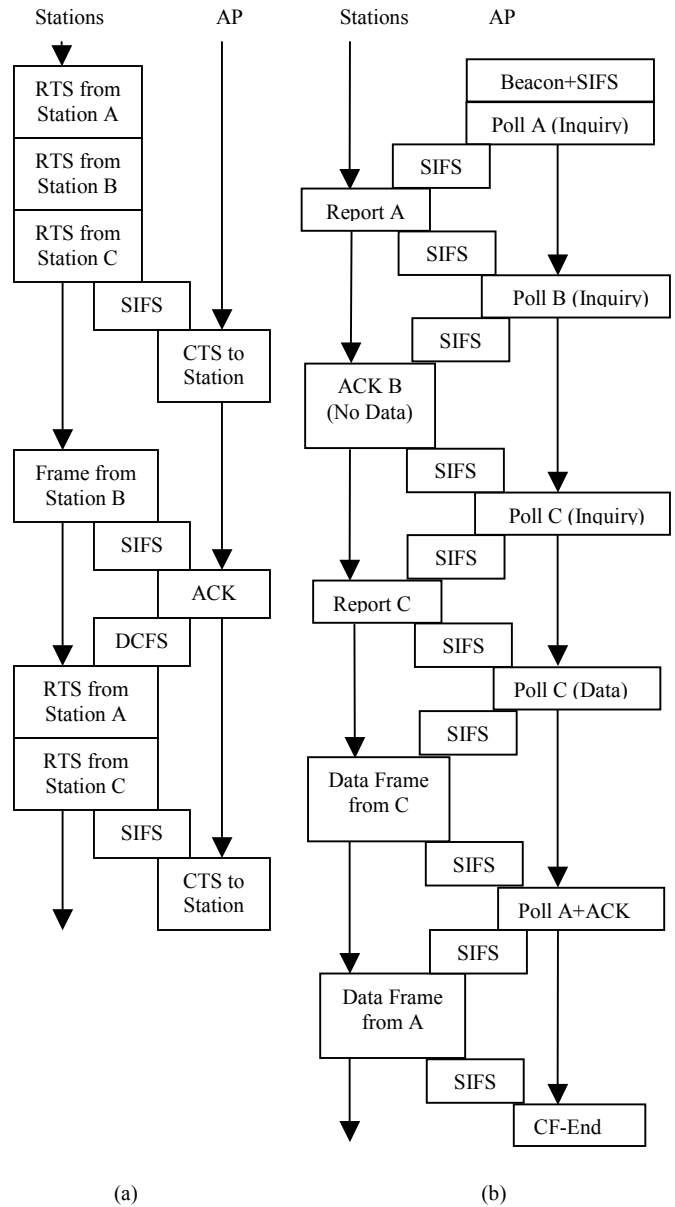 Stations AP
RTS from
Station A
RTS from
Station B
RTS from
Station C
SIFS
CTS to
Station
Frame from
Station B
SIFS
ACK
DCFS
RTS from
Station A
RTS from
Station C
SIFS
CTS to
Station
(a)
Stations AP
Beacon+SIFS
Poll A (Inquiry)
SIFS
Report A
SIFS
Poll B (Inquiry)
SIFS
ACK B
(No Data)
SIFS
Poll C (Inquiry)
SIFS
Report C
SIFS
Poll C (Data)
SIFS
Data Frame
from C
SIFS
Poll A+ACK
SIFS
Data Frame
from A
SIFS
CF-End
(b)